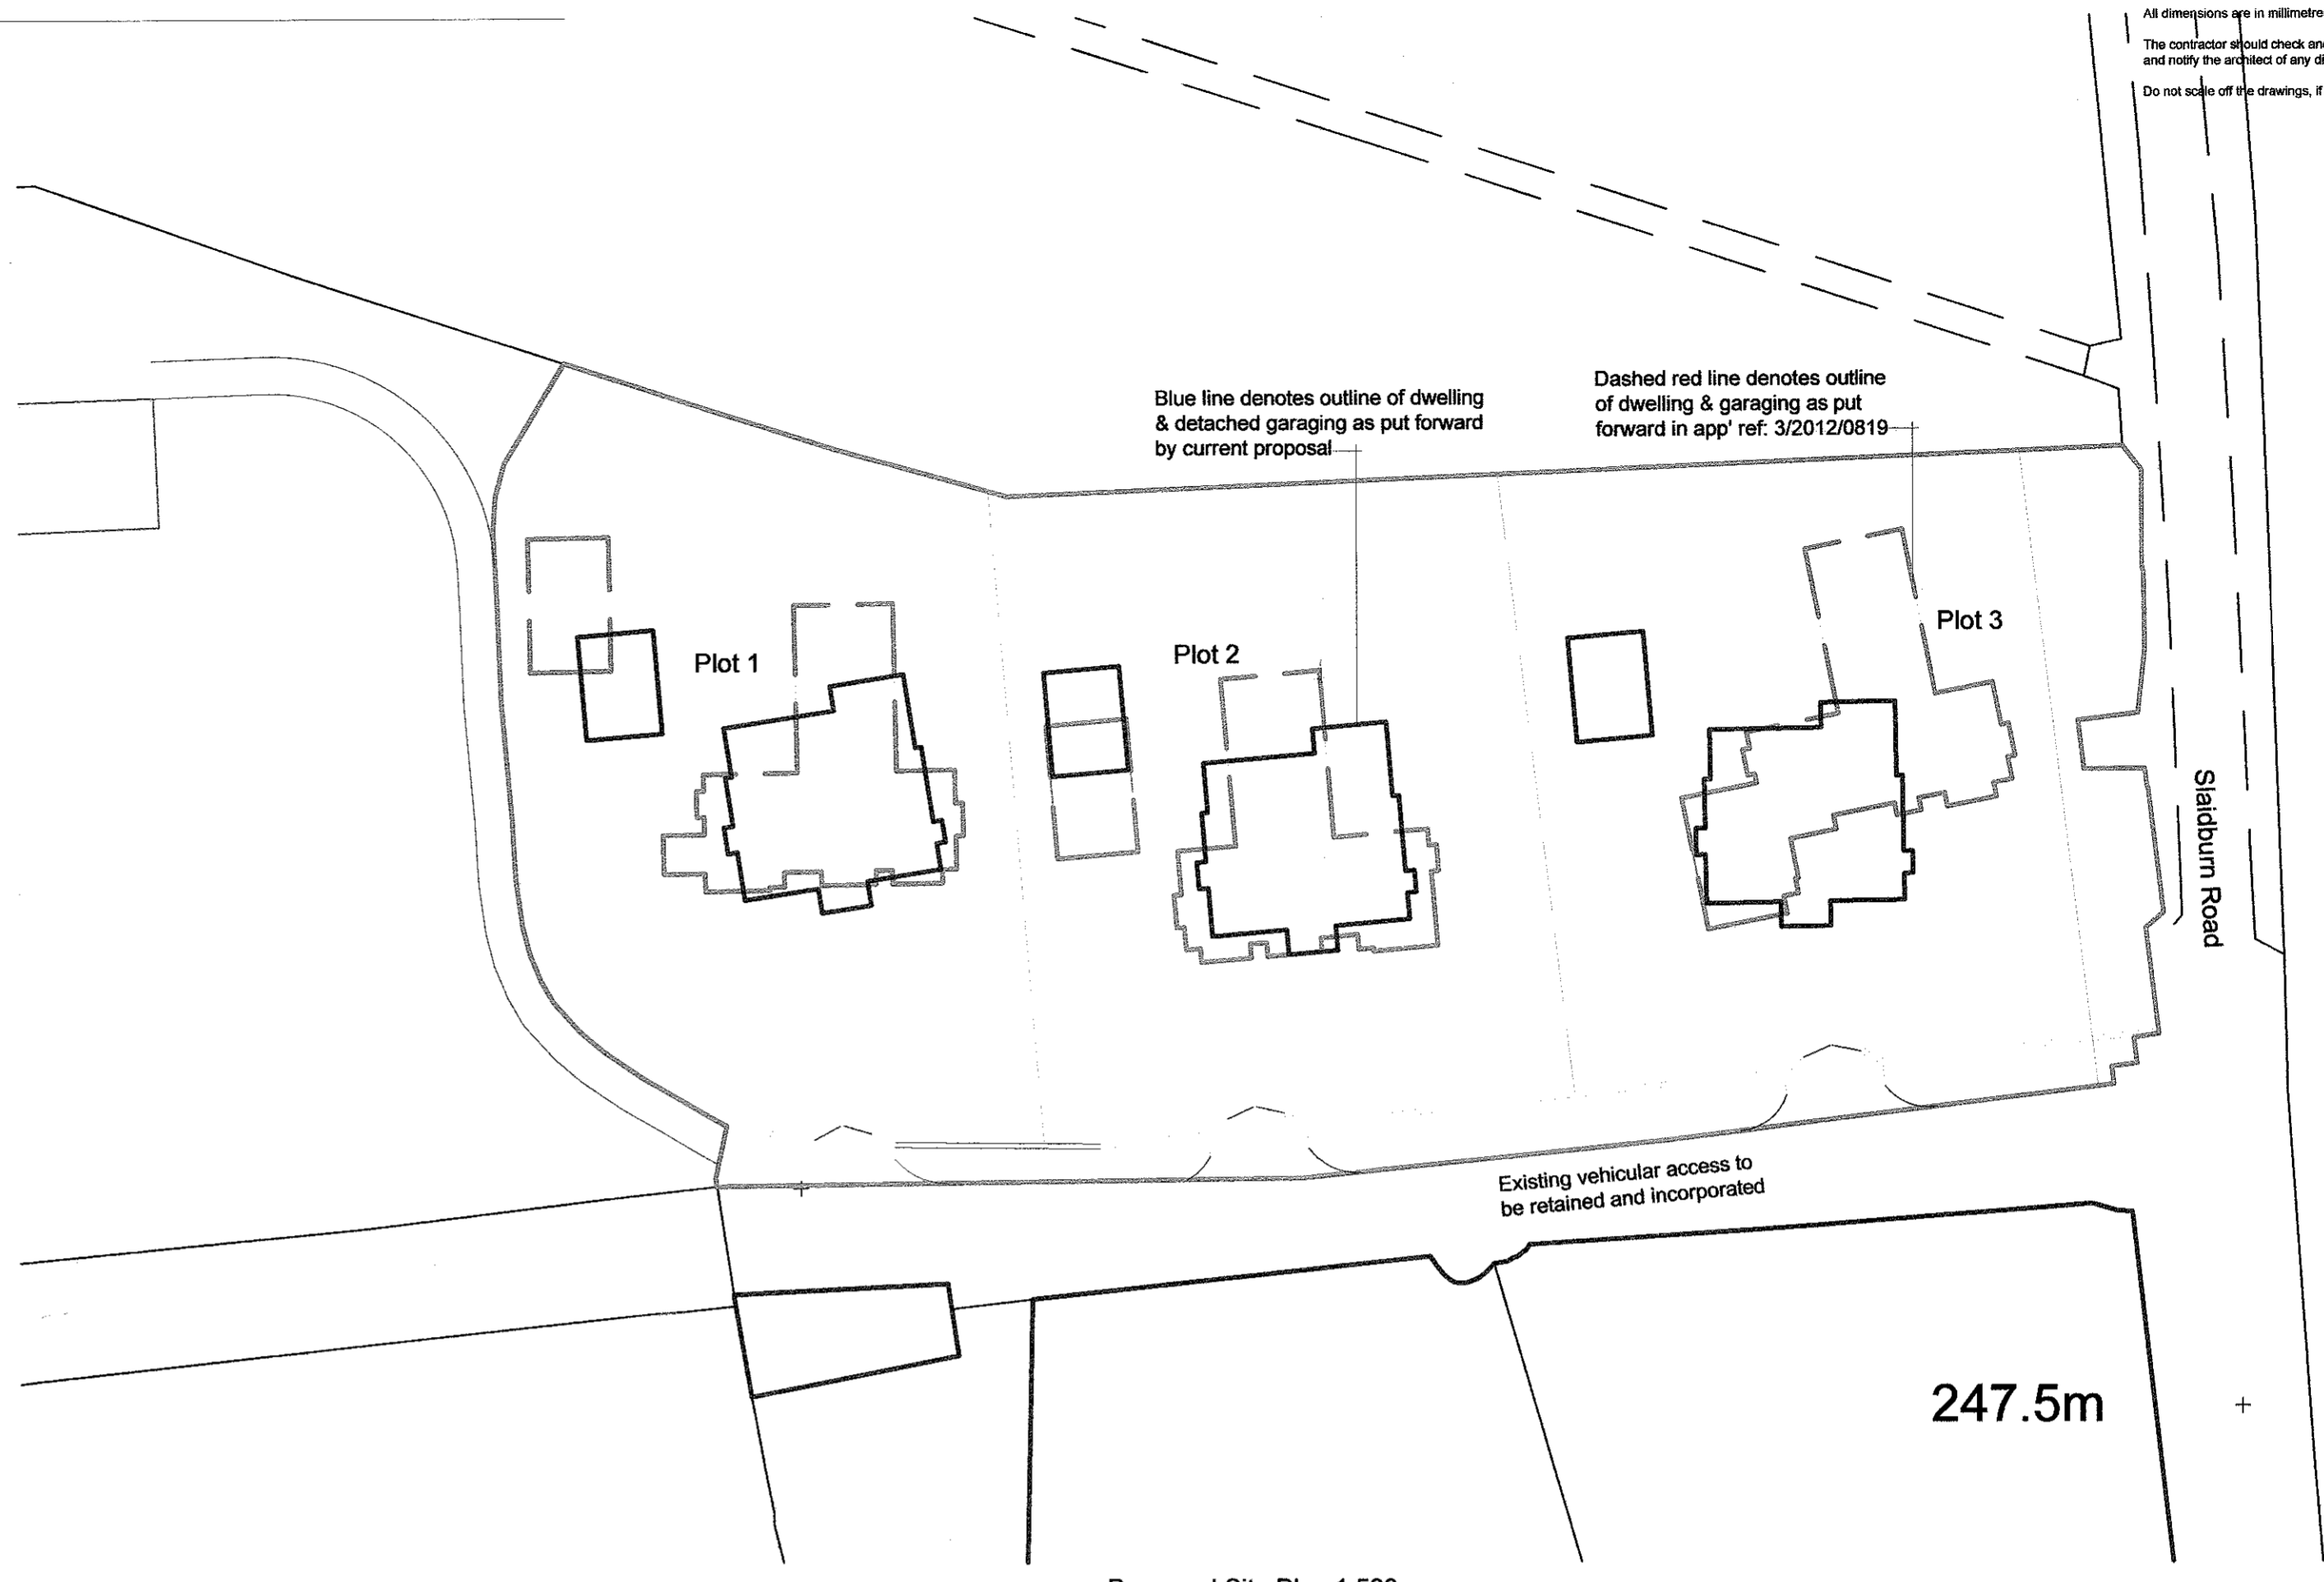 All dimensions are in
The contractor should check
and notify the architect of any
Do not scale off the drawings, if
Dashed red line denotes outline
of dwelling & garaging as put
forward in app' ref: 3/2012/0819
Blue line denotes outline of dwelling
& detached garaging as put forward
by current proposal
Plot 1
Plot 2
Plot 3
Slaidburn Road
Existing vehicular access to
be retained and incorporated
247.5m